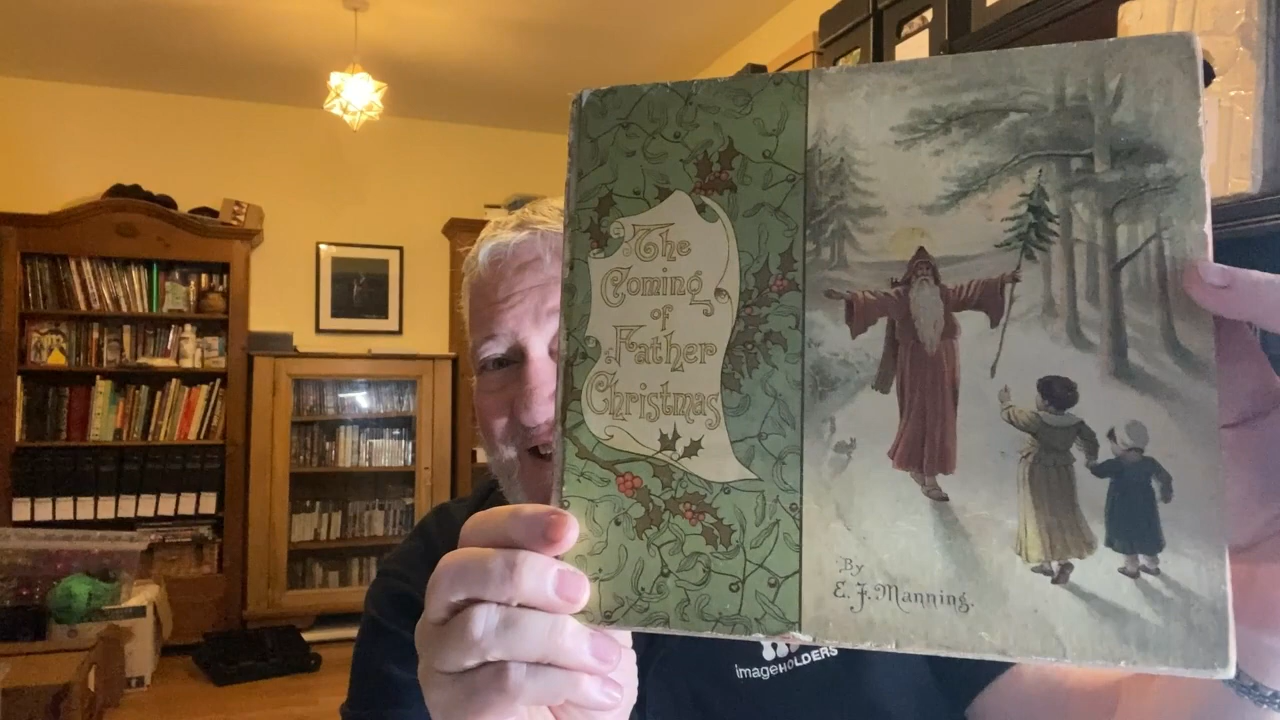 The
Coming
of
Father
Christmas
By
E. F. Manning.
imageHOLDERS